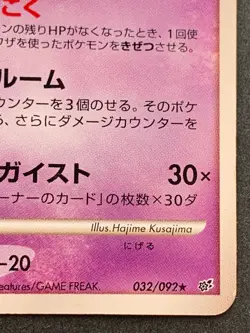 ごく
ンの残りHPがなくなったとき、1回使
ワザを使ったポケモンをきぜつさせる。
ルーム
ウンターを3個のせる。そのポケ
る、さらにダメージカウンターを
ガイスト 30×
ーナーのカード」の枚数×30ダ
Illus. Hajime Kusajima
にげる
-20
eatures/GAME FREAK. 032/092★